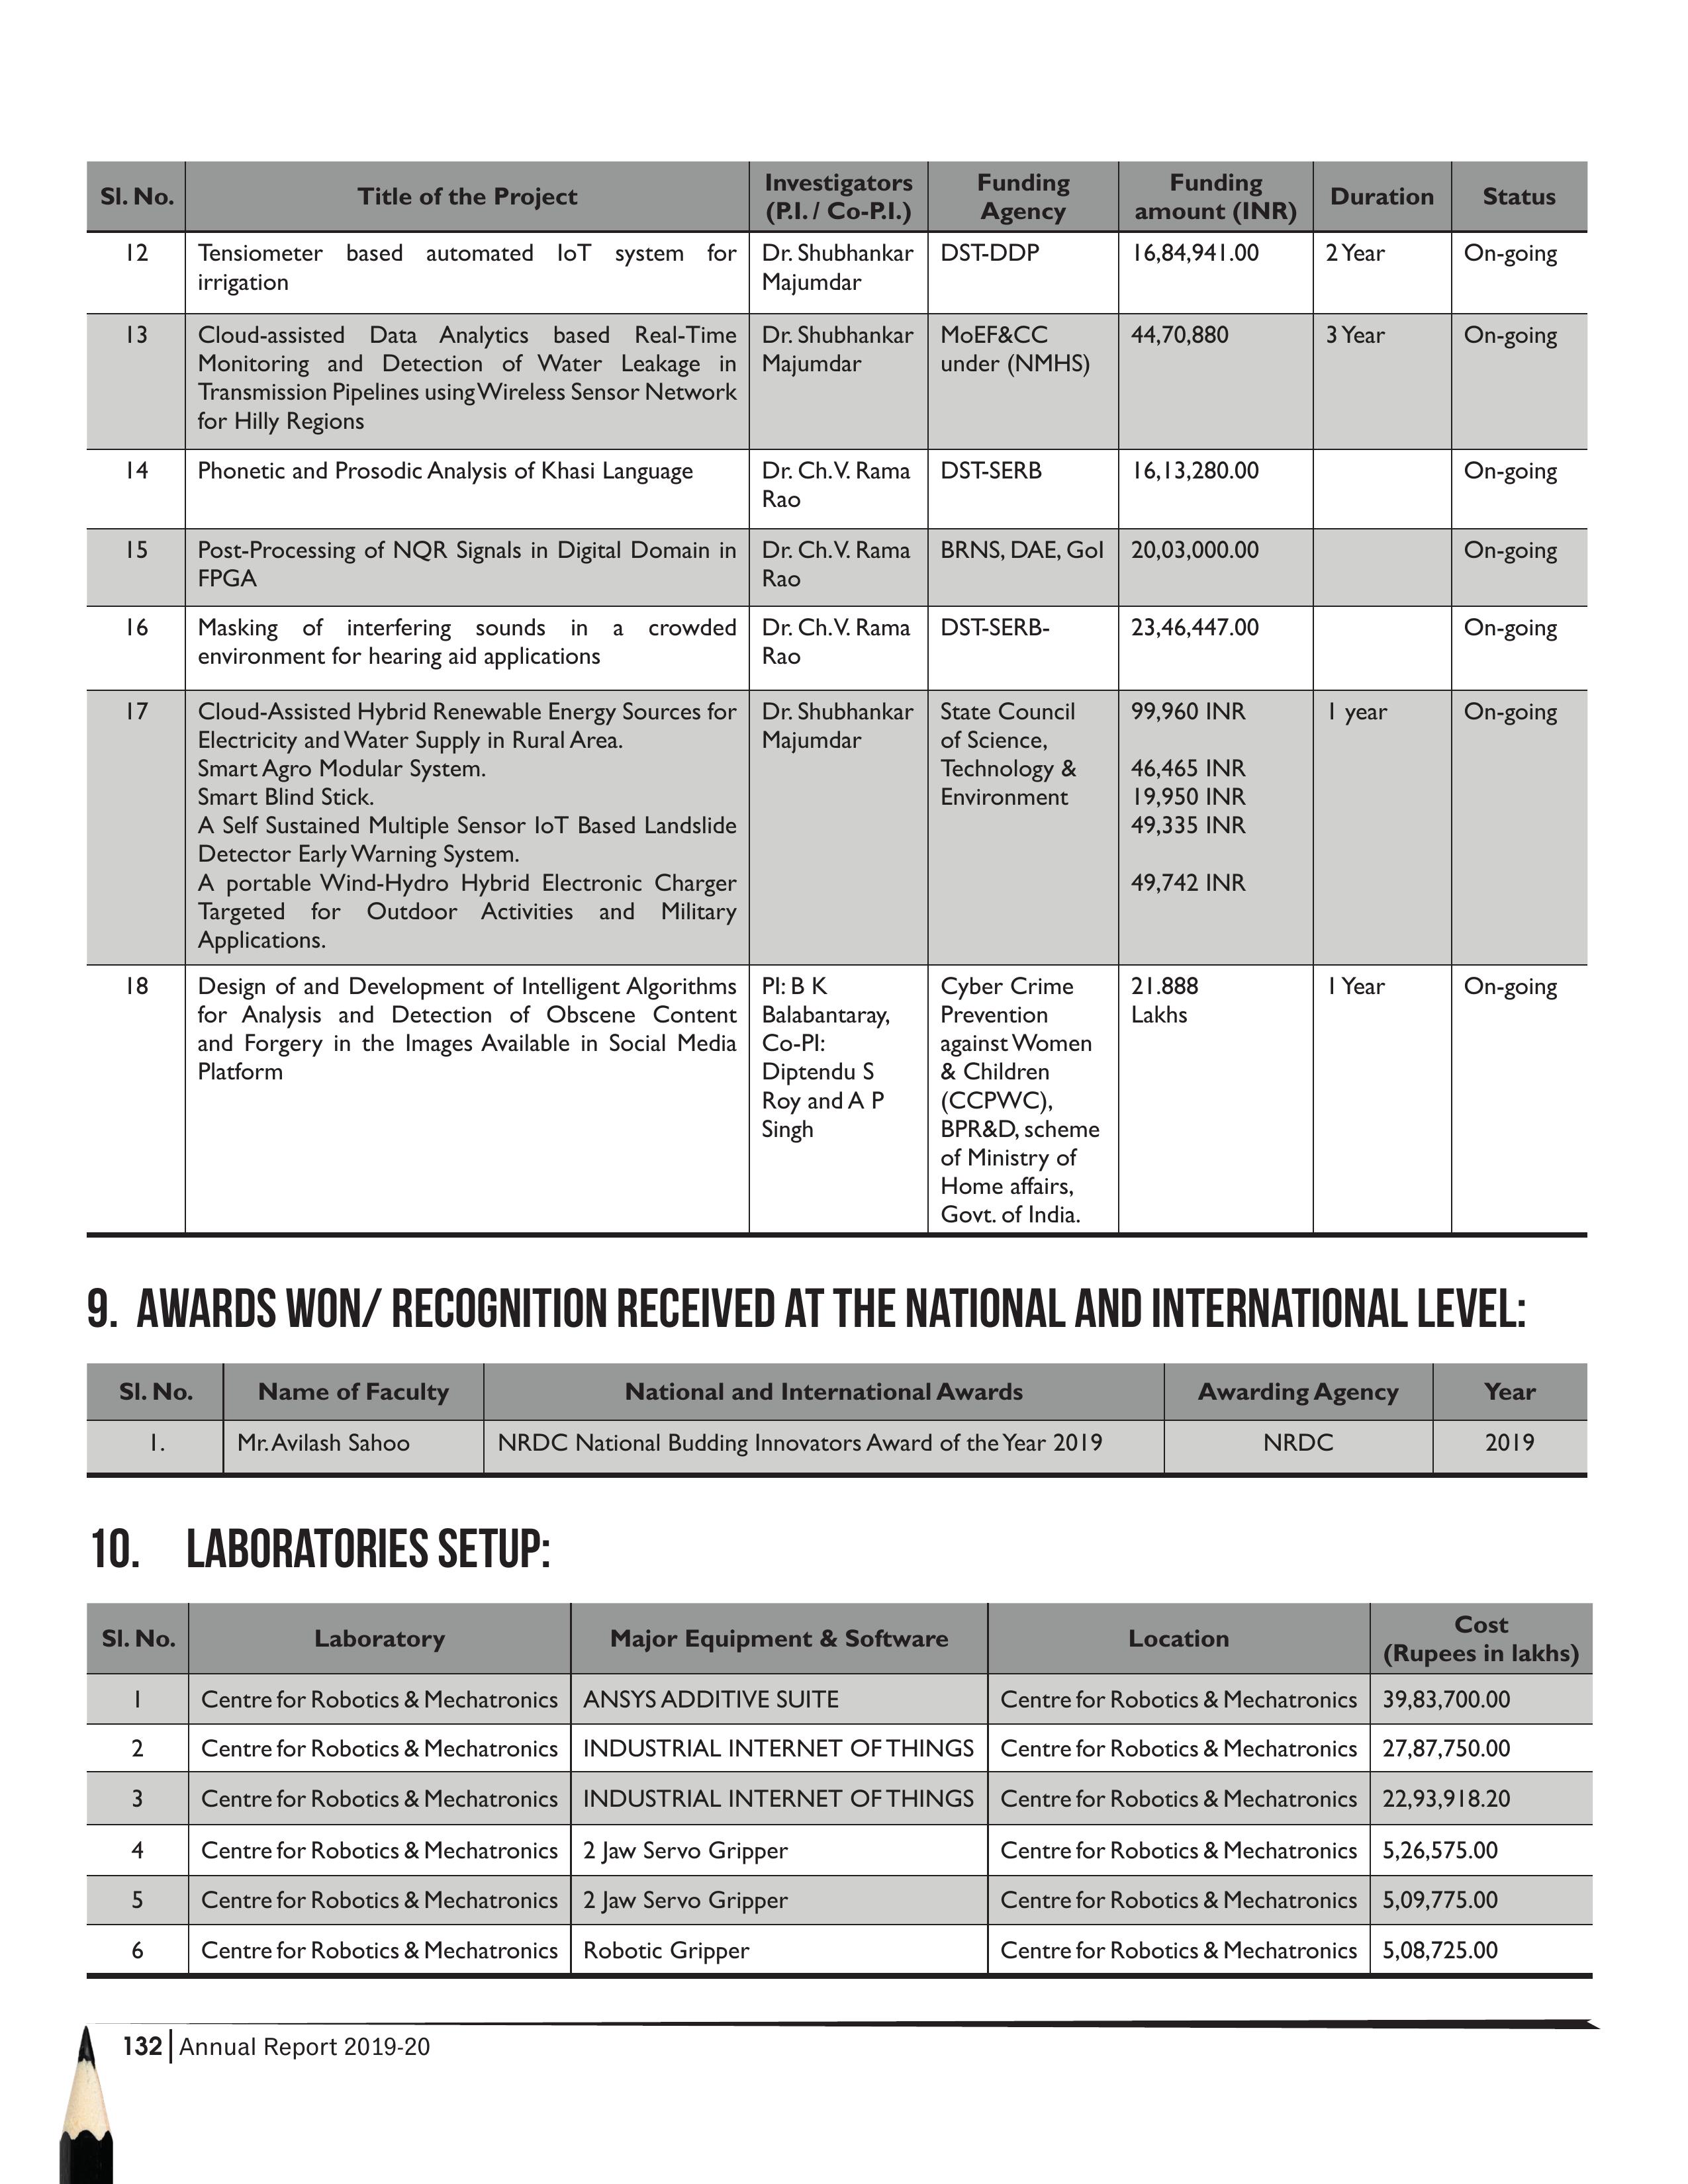 Sl. No.
Title of the Project
Investigators
(P.I. / Co-P.I.)
Funding
Agency
Funding
amount (INR)
Duration
Status
12
Tensiometer based automated IoT system for
irrigation
Dr. Shubhankar
Majumdar
DST-DDP
16,84,941.00
2 Year
On-going
13
Cloud-assisted Data Analytics based Real-Time
Monitoring and Detection of Water Leakage in
Transmission Pipelines using Wireless Sensor Network
for Hilly Regions
Dr. Shubhankar
Majumdar
MoEF&CC
under (NMHS)
44,70,880
3 Year
On-going
14
Phonetic and Prosodic Analysis of Khasi Language
Dr. Ch.V. Rama
Rao
DST-SERB
16,13,280.00
On-going
15
Post-Processing of NQR Signals in Digital Domain in
FPGA
Dr. Ch.V. Rama
Rao
BRNS, DAE, GoI
20,03,000.00
On-going
16
Masking of interfering sounds in a crowded
environment for hearing aid applications
Dr. Ch.V. Rama
Rao
DST-SERB-
23,46,447.00
On-going
17
Cloud-Assisted Hybrid Renewable Energy Sources for
Electricity and Water Supply in Rural Area.
Smart Agro Modular System.
Smart Blind Stick.
A Self Sustained Multiple Sensor IoT Based Landslide
Detector Early Warning System.
A portable Wind-Hydro Hybrid Electronic Charger
Targeted for Outdoor Activities and Military
Applications.
Dr. Shubhankar
Majumdar
State Council
of Science,
Technology &
Environment
99,960 INR
46,465 INR
19,950 INR
49,335 INR
49,742 INR
1 year
On-going
18
Design of and Development of Intelligent Algorithms
for Analysis and Detection of Obscene Content
and Forgery in the Images Available in Social Media
Platform
PI: B K
Balabantaray,
Co-PI:
Diptendu S
Roy and A P
Singh
Cyber Crime
Prevention
against Women
& Children
(CCPWC),
BPR&D, scheme
of Ministry of
Home affairs,
Govt. of India.
21.888
Lakhs
1 Year
On-going
9. AWARDS WON/ RECOGNITION RECEIVED AT THE NATIONAL AND INTERNATIONAL LEVEL:
Sl. No.
Name of Faculty
National and International Awards
Awarding Agency
Year
1.
Mr. Avilash Sahoo
NRDC National Budding Innovators Award of the Year 2019
NRDC
2019
10. LABORATORIES SETUP:
Sl. No.
Laboratory
Major Equipment & Software
Location
Cost
(Rupees in lakhs)
1
Centre for Robotics & Mechatronics
ANSYS ADDITIVE SUITE
Centre for Robotics & Mechatronics
39,83,700.00
2
Centre for Robotics & Mechatronics
INDUSTRIAL INTERNET OF THINGS
Centre for Robotics & Mechatronics
27,87,750.00
3
Centre for Robotics & Mechatronics
INDUSTRIAL INTERNET OF THINGS
Centre for Robotics & Mechatronics
22,93,918.20
4
Centre for Robotics & Mechatronics
2 Jaw Servo Gripper
Centre for Robotics & Mechatronics
5,26,575.00
5
Centre for Robotics & Mechatronics
2 Jaw Servo Gripper
Centre for Robotics & Mechatronics
5,09,775.00
6
Centre for Robotics & Mechatronics
Robotic Gripper
Centre for Robotics & Mechatronics
5,08,725.00
132 Annual Report 2019-20